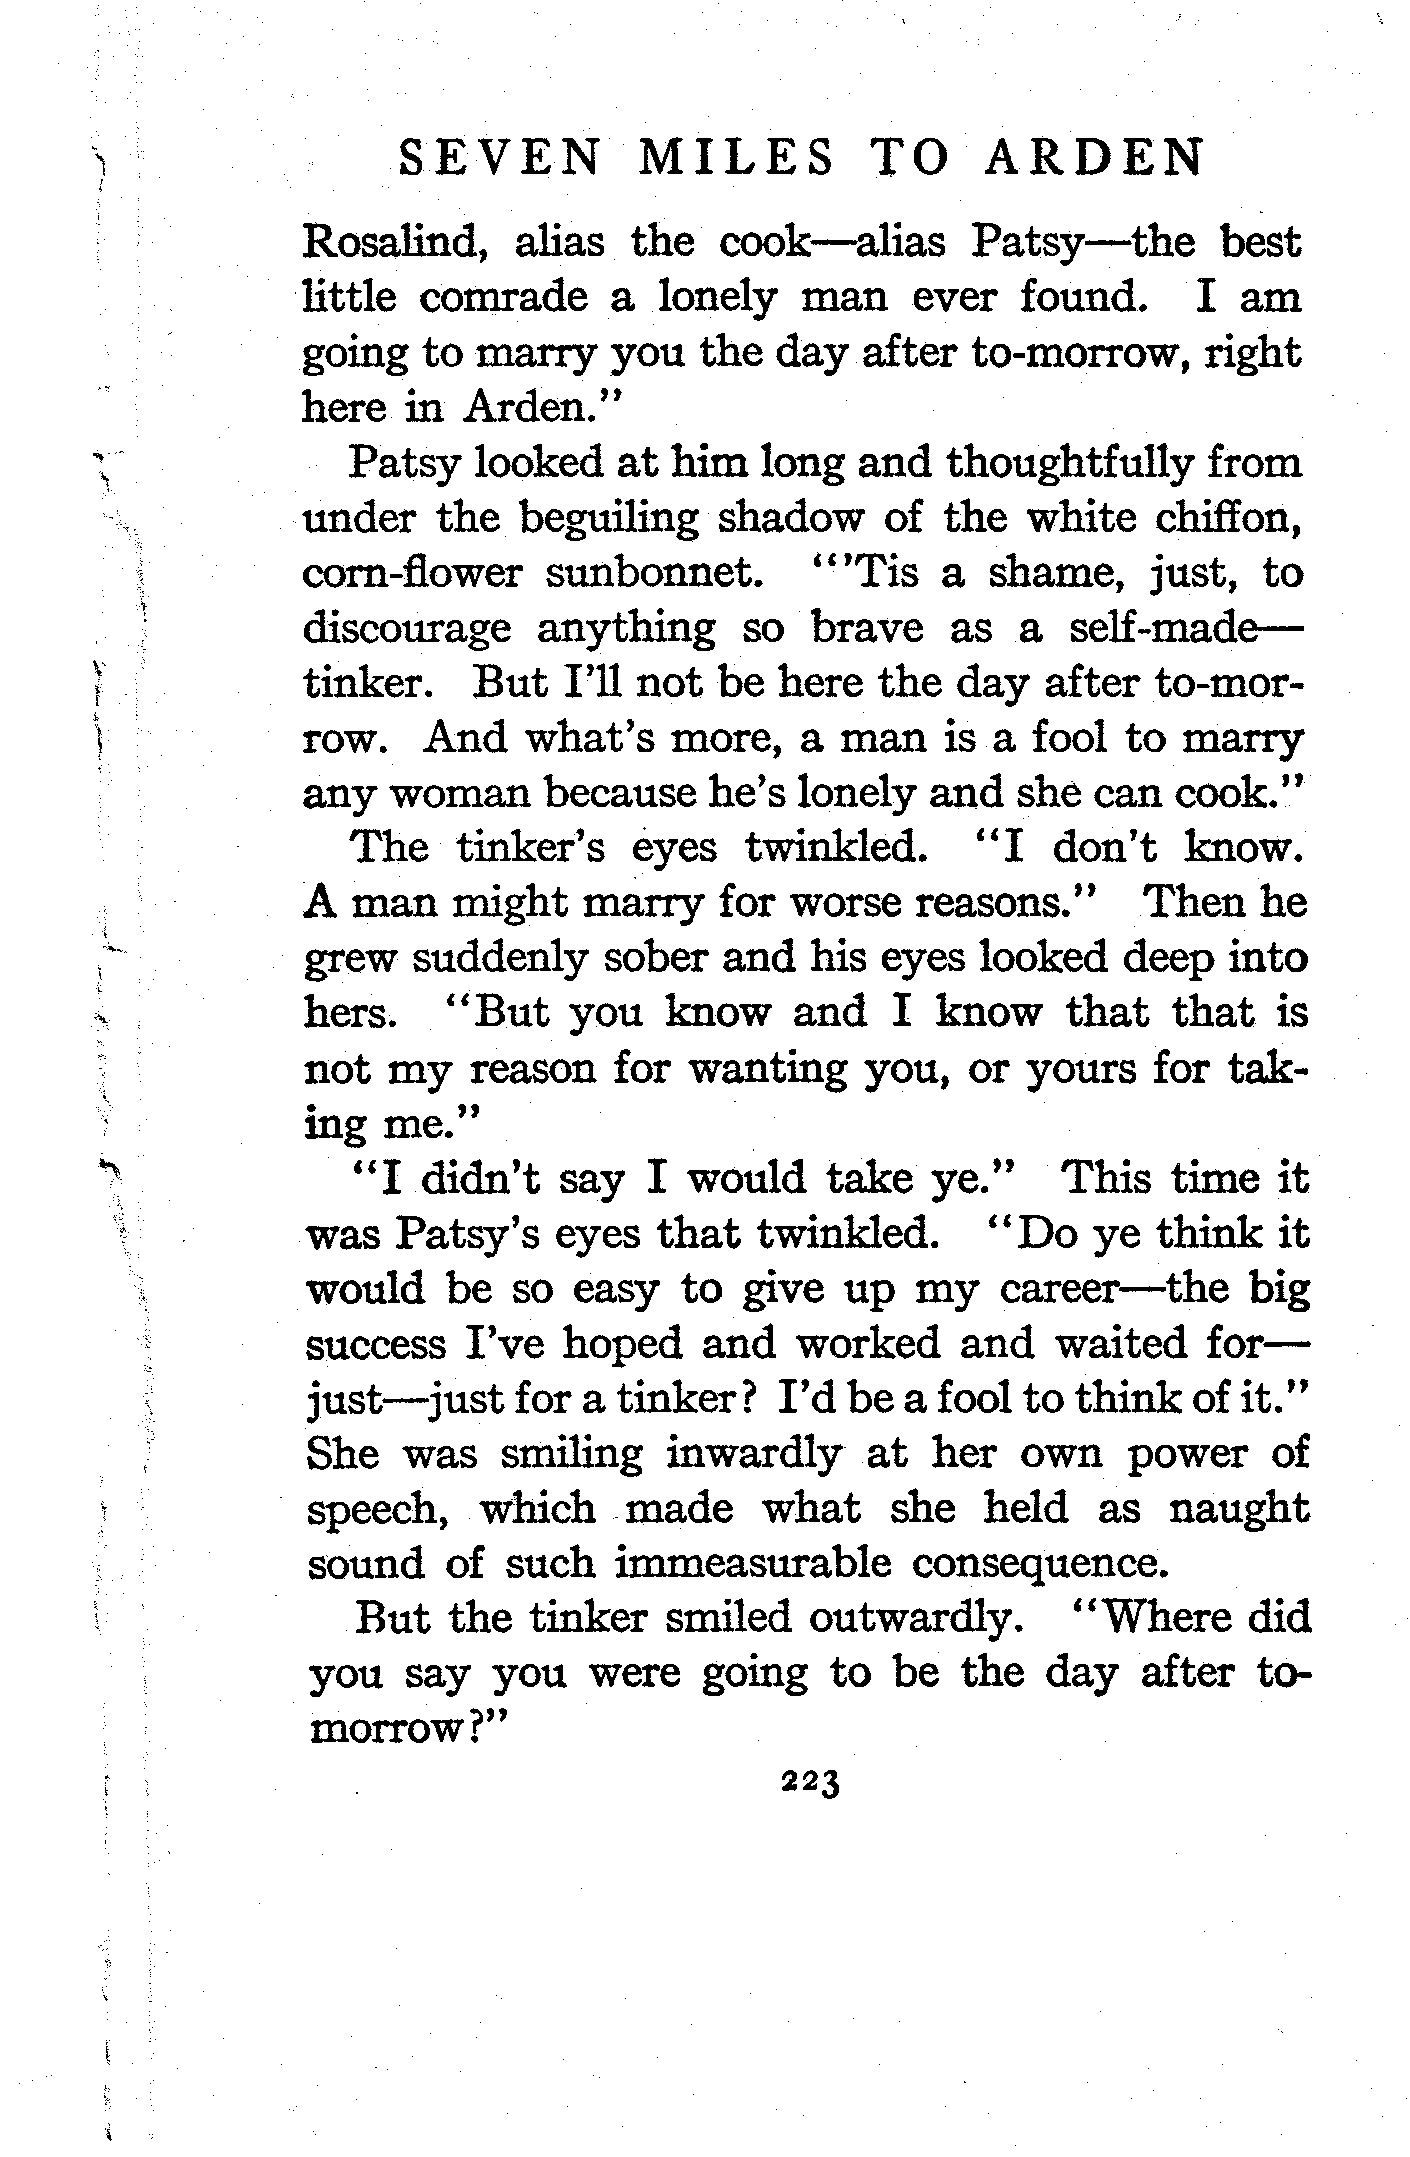 SEVEN MILES TO ARDEN
Rosalind, alias the cook—alias Patsy—the best
little comrade a lonely man ever found. I am
going to marry you the day after to-morrow, right
here in Arden.”
Patsy looked at him long and thoughtfully from
under the beguiling shadow of the white chiffon,
corn-flower sunbonnet. “’Tis a shame, just, to
discourage anything so brave as a self-made—
tinker. But I’ll not be here the day after to-mor-
row. And what’s more, a man is a fool to marry
any woman because he’s lonely and she can cook.”
The tinker’s eyes twinkled. “I don’t know.
A man might marry for worse reasons.” Then he
grew suddenly sober and his eyes looked deep into
hers. “But you know and I know that that is
not my reason for wanting you, or yours for tak-
ing me.”
“I didn’t say I would take ye.” This time it
was Patsy’s eyes that twinkled. “Do ye think it
would be so easy to give up my career—the big
success I’ve hoped and worked and waited for—
just—just for a tinker? I’d be a fool to think of it.”
She was smiling inwardly at her own power of
speech, which made what she held as naught
sound of such immeasurable consequence.
But the tinker smiled outwardly. “Where did
you say you were going to be the day after to-
morrow?”
223